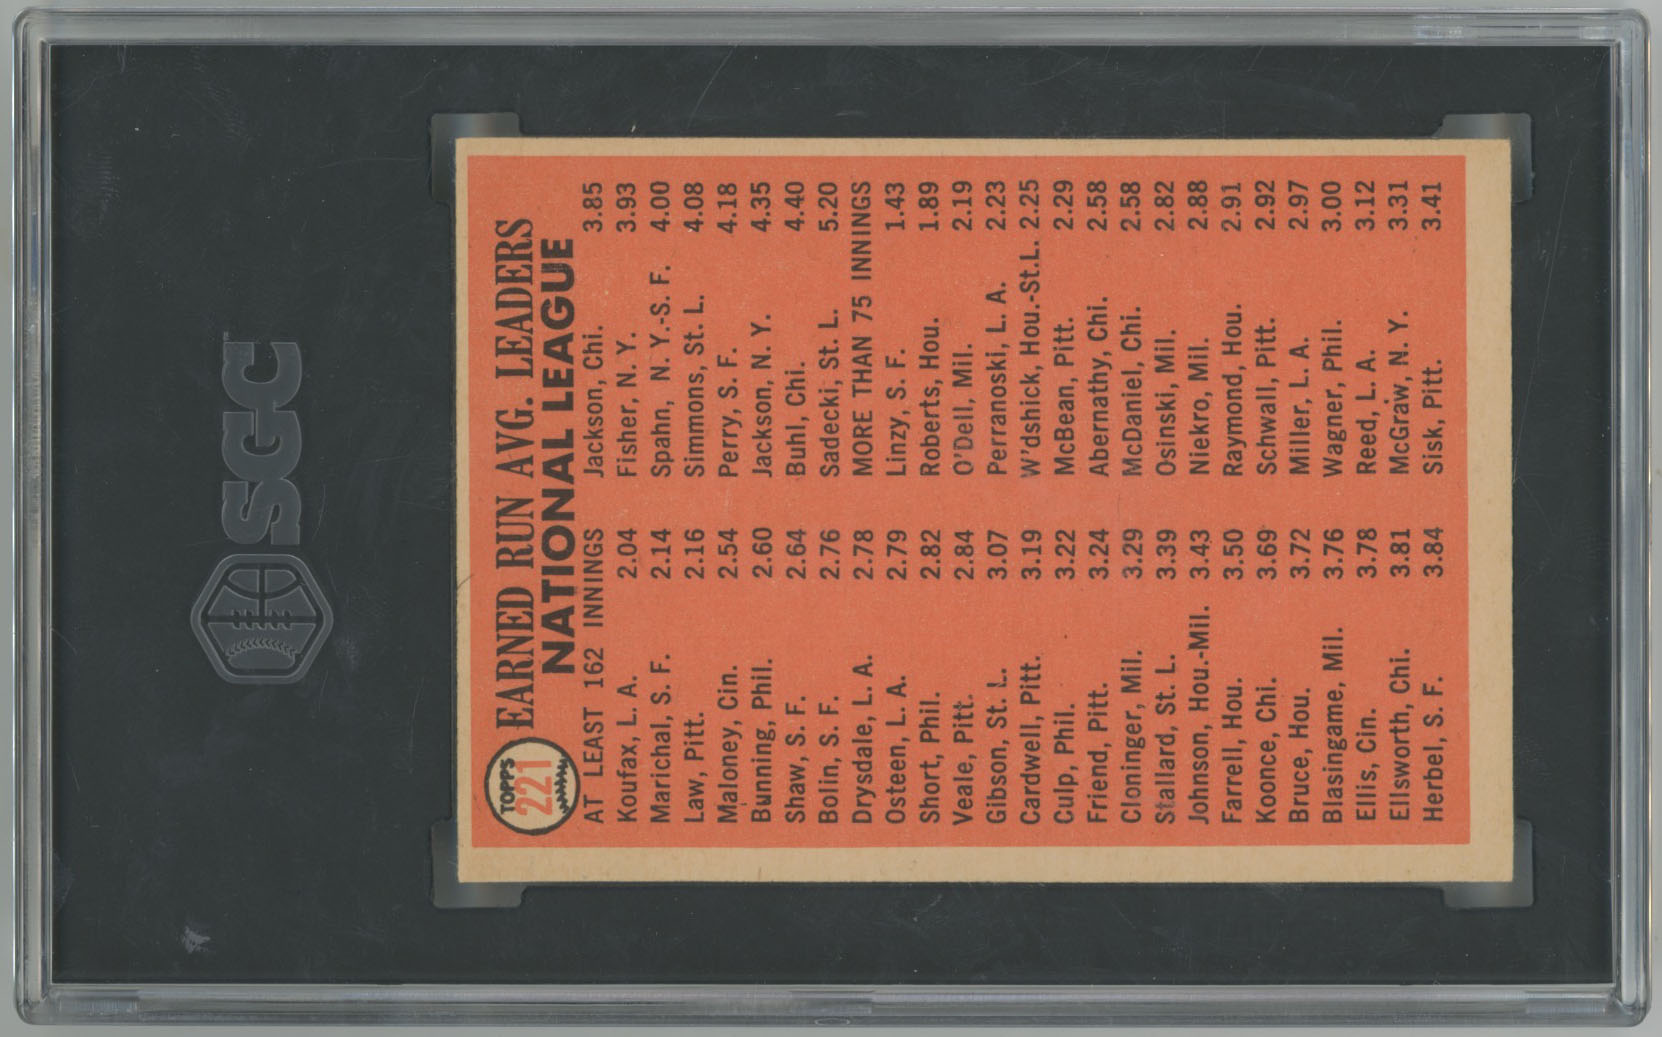 SGC
TOPPS
221
EARNED RUN AVG. LEADERS
NATIONAL LEAGUE
AT LEAST 162 INNINGS
Koufax, L. A. 2.04
Marichal, S. F. 2.14
Law, Pitt. 2.16
Maloney, Cin. 2.54
Bunning, Phil. 2.60
Shaw, S. F. 2.64
Bolin, S. F. 2.76
Drysdale, L. A. 2.78
Osteen, L. A. 2.79
Short, Phil. 2.82
Veale, Pitt. 2.84
Gibson, St. L. 3.07
Cardwell, Pitt. 3.19
Culp, Phil. 3.22
Friend, Pitt. 3.24
Cloninger, Mil. 3.29
Stallard, St. L. 3.39
Johnson, Hou.-Mil. 3.43
Farrell, Hou. 3.50
Koonce, Chi. 3.69
Bruce, Hou. 3.72
Blasingame, Mil. 3.76
Ellis, Cin. 3.78
Ellsworth, Chi. 3.81
Herbel, S. F. 3.84
Jackson, Chi. 3.85
Fisher, N. Y. 3.93
Spahn, N. Y.-S. F. 4.00
Simmons, St. L. 4.08
Perry, S. F. 4.18
Jackson, N. Y. 4.35
Buhl, Chi. 4.40
Sadecki, St. L. 5.20
MORE THAN 75 INNINGS
Linzy, S. F. 1.43
Roberts, Hou. 1.89
O'Dell, Mil. 2.19
Perranoski, L. A. 2.23
W'dshick, Hou.-St.L. 2.25
McBean, Pitt. 2.29
Abernathy, Chi. 2.58
McDaniel, Chi. 2.58
Osinski, Mil. 2.82
Niekro, Mil. 2.88
Raymond, Hou. 2.91
Schwall, Pitt. 2.92
Miller, L. A. 2.97
Wagner, Phil. 3.00
Reed, L. A. 3.12
McGraw, N. Y. 3.31
Sisk, Pitt. 3.41